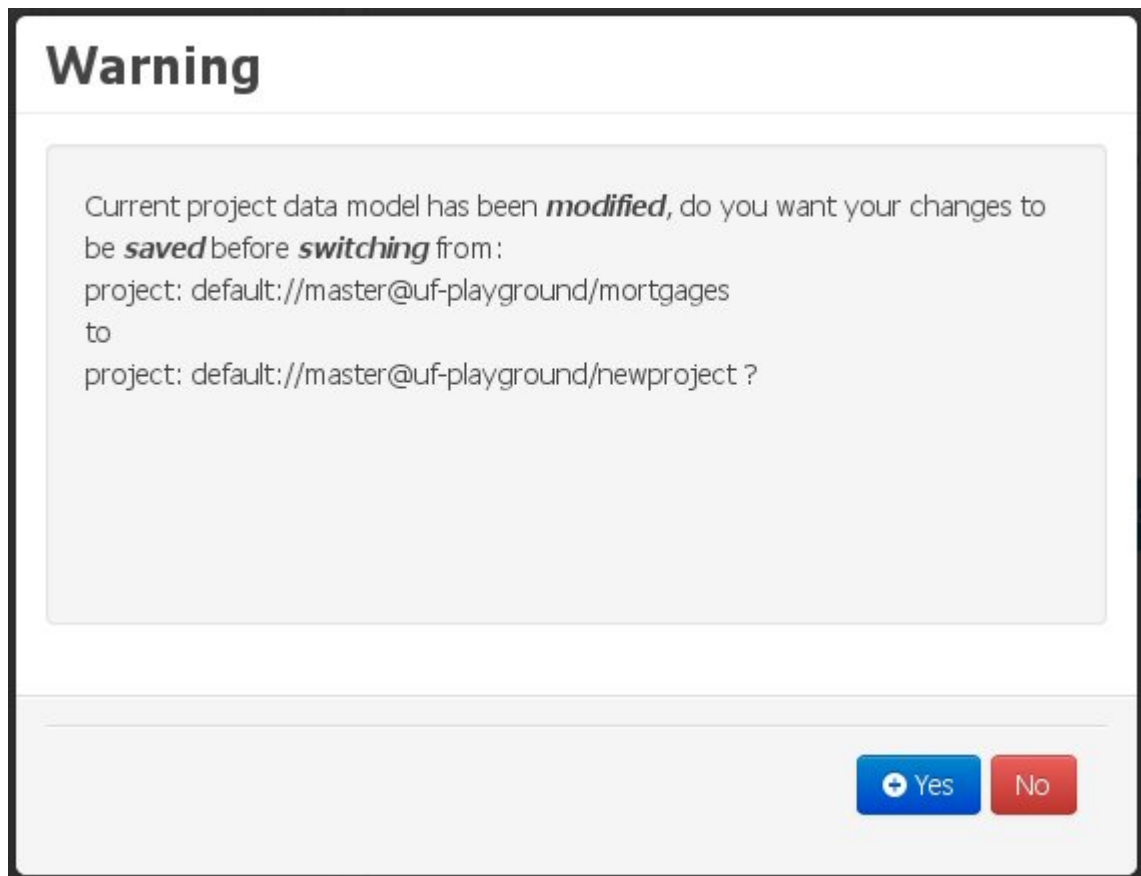 Warning
Current project data model has been modified, do you want your changes to
be saved before switching from:
project: default://master@uf-playground/mortgages
to
project: default://master@uf-playground/newproject ?
Yes
No